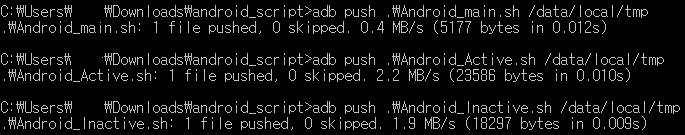 C:₩Users₩    ₩Downloads₩android_script>adb push .₩Android_main.sh /data/local/tmp
.₩Android_main.sh: 1 file pushed, 0 skipped. 0.4 MB/s (5177 bytes in 0.012s)
C:₩Users₩    ₩Downloads₩android_script>adb push .₩Android_Active.sh /data/local/tmp
.₩Android_Active.sh: 1 file pushed, 0 skipped. 2.2 MB/s (23586 bytes in 0.010s)
C:₩Users₩    ₩Downloads₩android_script>adb push .₩Android_Inactive.sh /data/local/tmp
.₩Android_Inactive.sh: 1 file pushed, 0 skipped. 1.9 MB/s (18297 bytes in 0.009s)